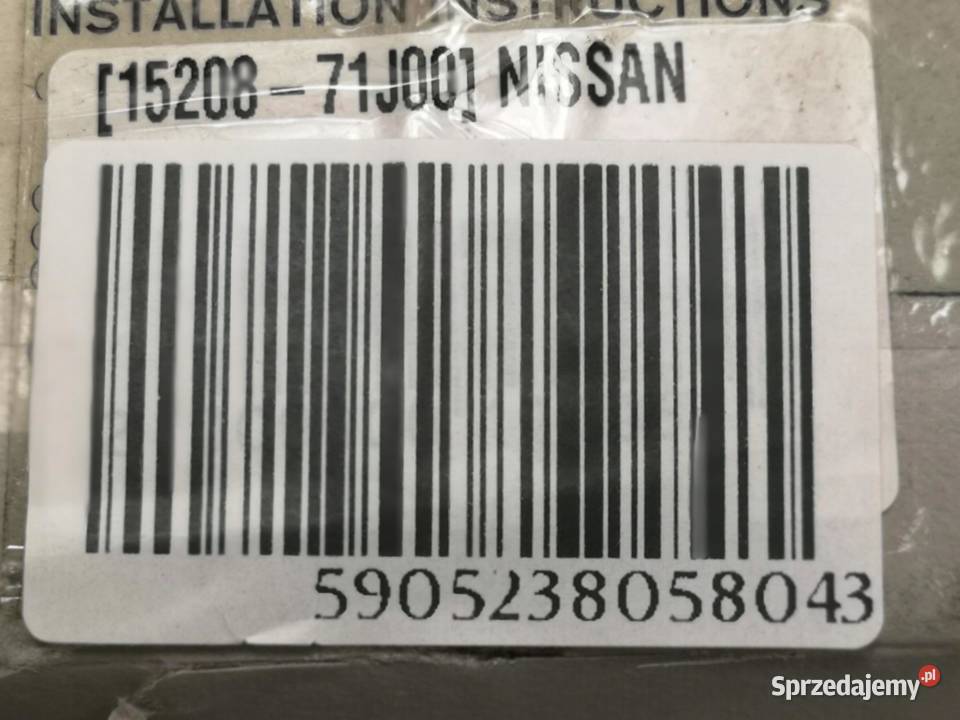 INSTALLATION INSTRUCTIONS
[15208-71J00] NISSAN
5905238058043
Sprzedajemy.pl